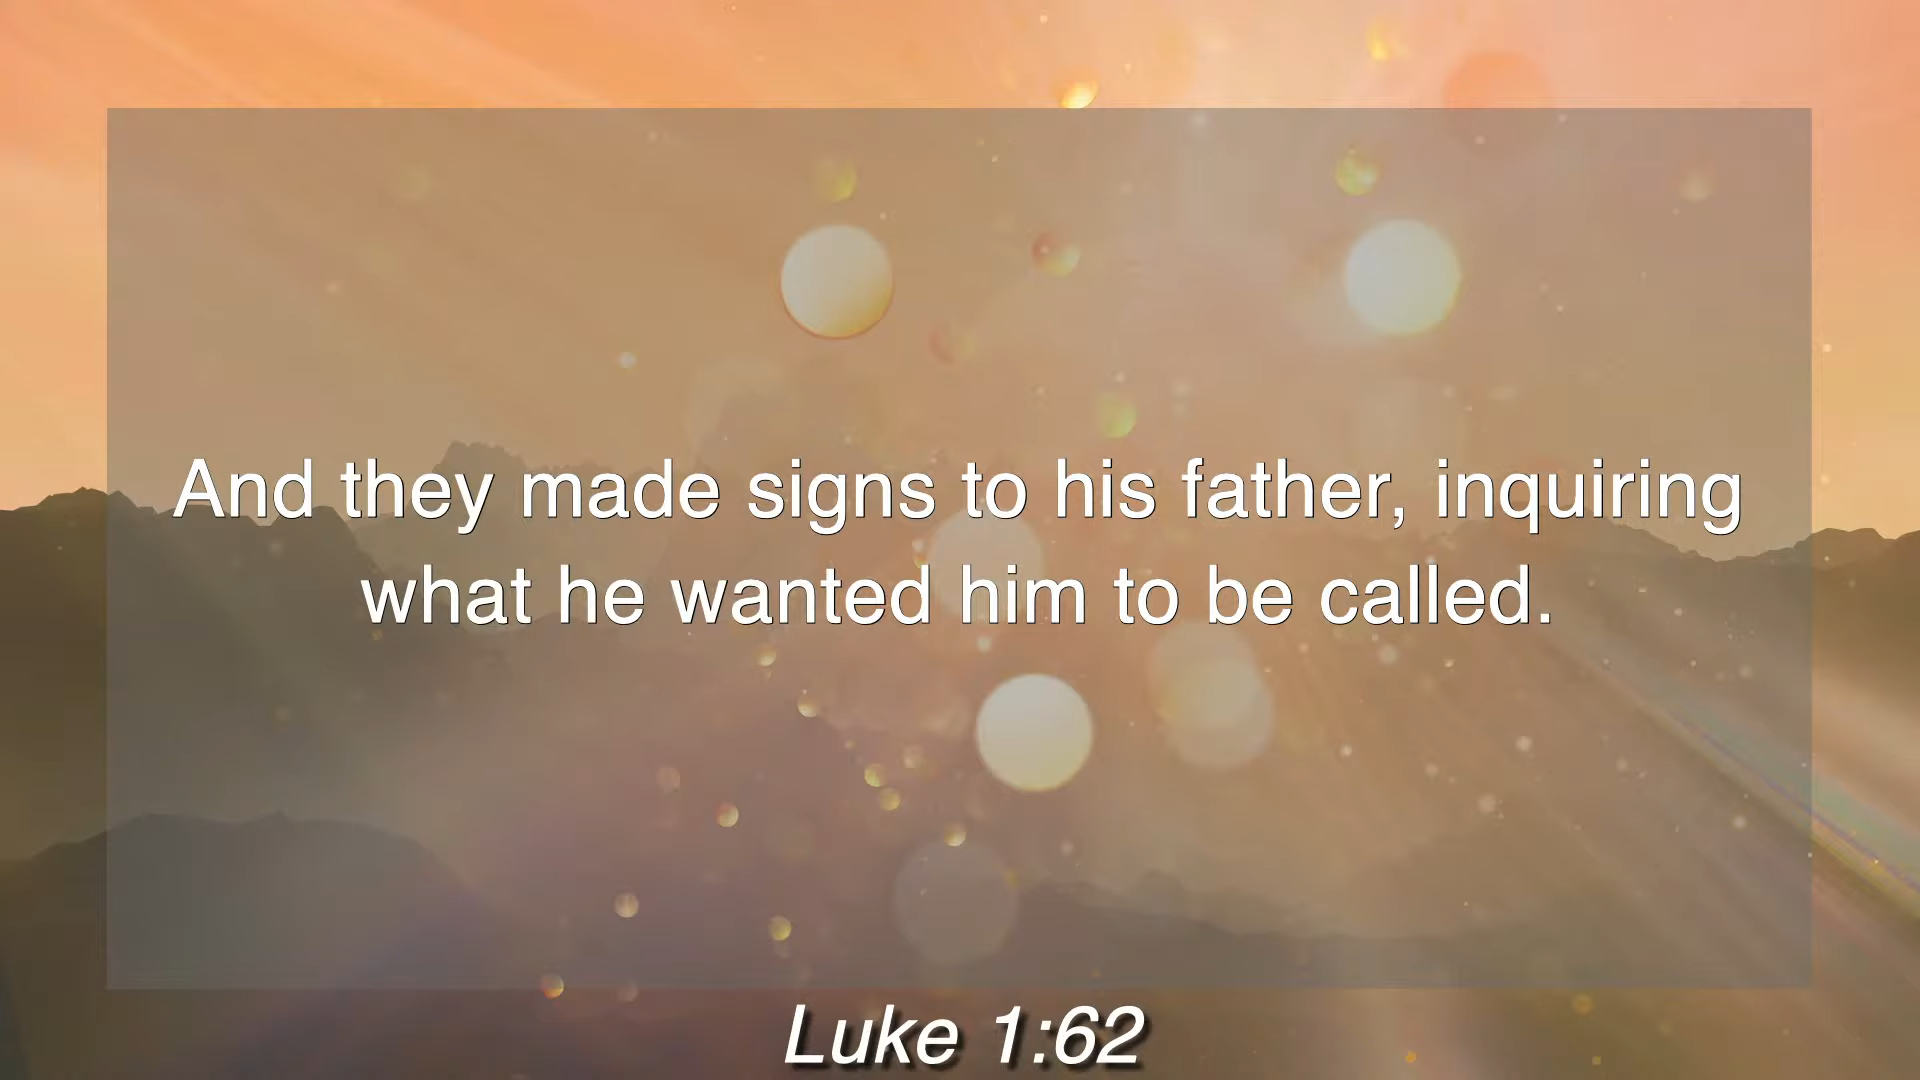 And they made signs to his father, inquiring
what he wanted him to be called.
Luke 1:62